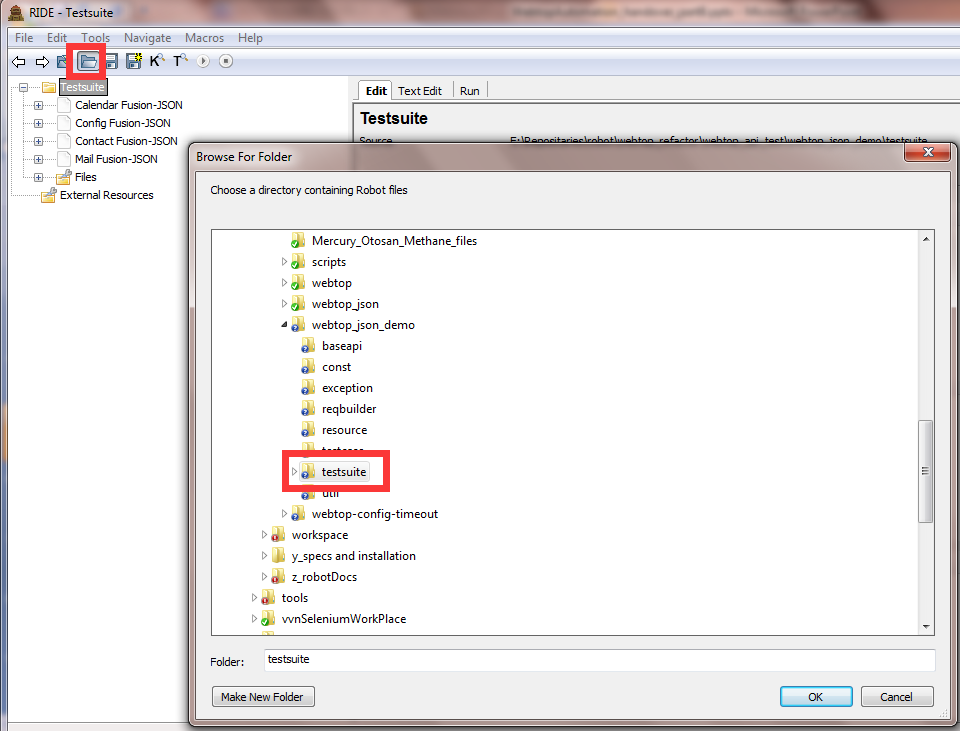 RIDE - Testsuite
File Edit Tools Navigate Macros Help
K T
Testsuite
Calendar Fusion-JSON
Config Fusion-JSON
Contact Fusion-JSON
Mail Fusion-JSON
Files
External Resources
Edit Text Edit Run
Testsuite
Source E:\Repositaries\robot\webtop_refactor\webtop_api_test\webtop_json_demo\testsuite
Browse For Folder
Choose a directory containing Robot files
Mercury_Otosan_Methane_files
scripts
webtop
webtop_json
webtop_json_demo
baseapi
const
exception
reqbuilder
resource
testsuite
util
webtop-config-timeout
workspace
y_specs and installation
z_robotDocs
tools
vvnSeleniumWorkPlace
Folder: testsuite
Make New Folder OK Cancel